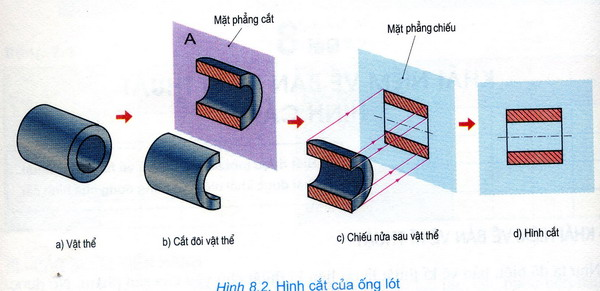 Mặt phẳng cắt
A
Mặt phẳng chiếu
a) Vật thể
b) Cắt đôi vật thể
c) Chiếu nửa sau vật thể
d) Hình cắt
Hình 8.2. Hình cắt của ống lót